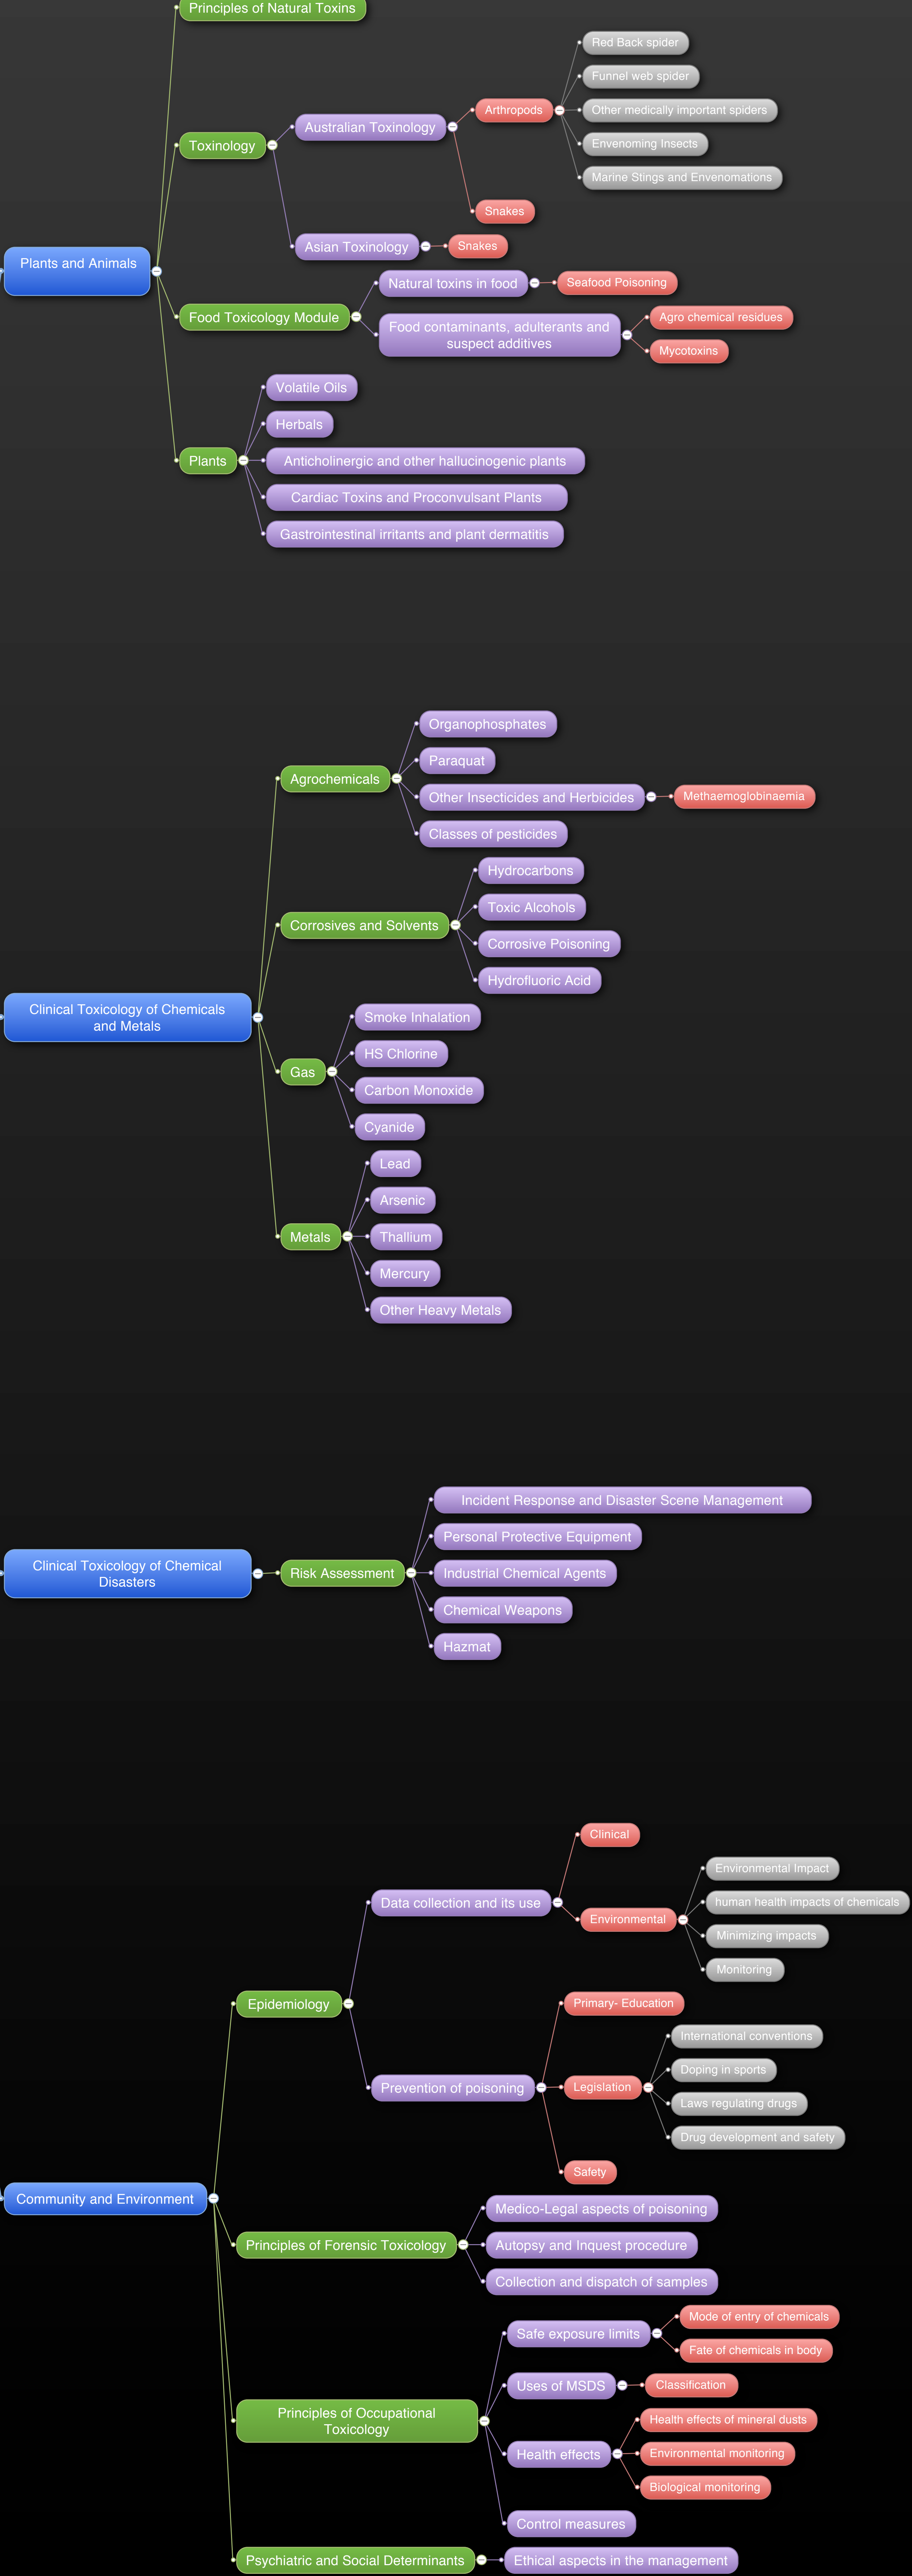 Principles of Natural Toxins
Red Back spider
Funnel web spider
Other medically important spiders
Envenoming Insects
Marine Stings and Envenomations
Arthropods
Australian Toxinology
Toxinology
Snakes
Asian Toxinology
Snakes
Plants and Animals
Natural toxins in food
Seafood Poisoning
Food Toxicology Module
Food contaminants, adulterants and
suspect additives
Agro chemical residues
Mycotoxins
Volatile Oils
Herbals
Plants
Anticholinergic and other hallucinogenic plants
Cardiac Toxins and Proconvulsant Plants
Gastrointestinal irritants and plant dermatitis
Organophosphates
Paraquat
Agrochemicals
Other Insecticides and Herbicides
Methaemoglobinaemia
Classes of pesticides
Hydrocarbons
Toxic Alcohols
Corrosives and Solvents
Corrosive Poisoning
Hydrofluoric Acid
Clinical Toxicology of Chemicals
and Metals
Smoke Inhalation
HS Chlorine
Gas
Carbon Monoxide
Cyanide
Lead
Arsenic
Metals
Thallium
Mercury
Other Heavy Metals
Incident Response and Disaster Scene Management
Personal Protective Equipment
Clinical Toxicology of Chemical
Disasters
Risk Assessment
Industrial Chemical Agents
Chemical Weapons
Hazmat
Clinical
Data collection and its use
Environmental
Environmental Impact
human health impacts of chemicals
Minimizing impacts
Monitoring
Epidemiology
Primary- Education
Prevention of poisoning
Legislation
International conventions
Doping in sports
Laws regulating drugs
Drug development and safety
Safety
Community and Environment
Medico-Legal aspects of poisoning
Principles of Forensic Toxicology
Autopsy and Inquest procedure
Collection and dispatch of samples
Safe exposure limits
Mode of entry of chemicals
Fate of chemicals in body
Uses of MSDS
Classification
Principles of Occupational
Toxicology
Health effects
Health effects of mineral dusts
Environmental monitoring
Biological monitoring
Control measures
Psychiatric and Social Determinants
Ethical aspects in the management